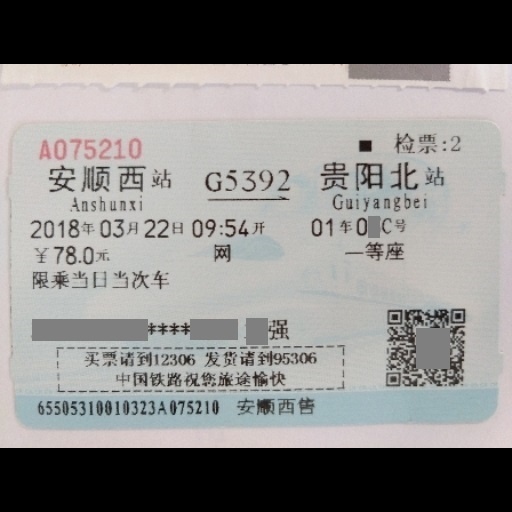 A075210
检票:2
安顺西站 G5392 贵阳北站
Anshunxi Guiyangbei
2018年03月22日09:54开 01车0 C号
￥78.0元 网 一等座
限乘当日当次车
**** 强
买票请到12306 发货请到95306
中国铁路祝您旅途愉快
65505310010323A075210 安顺西售